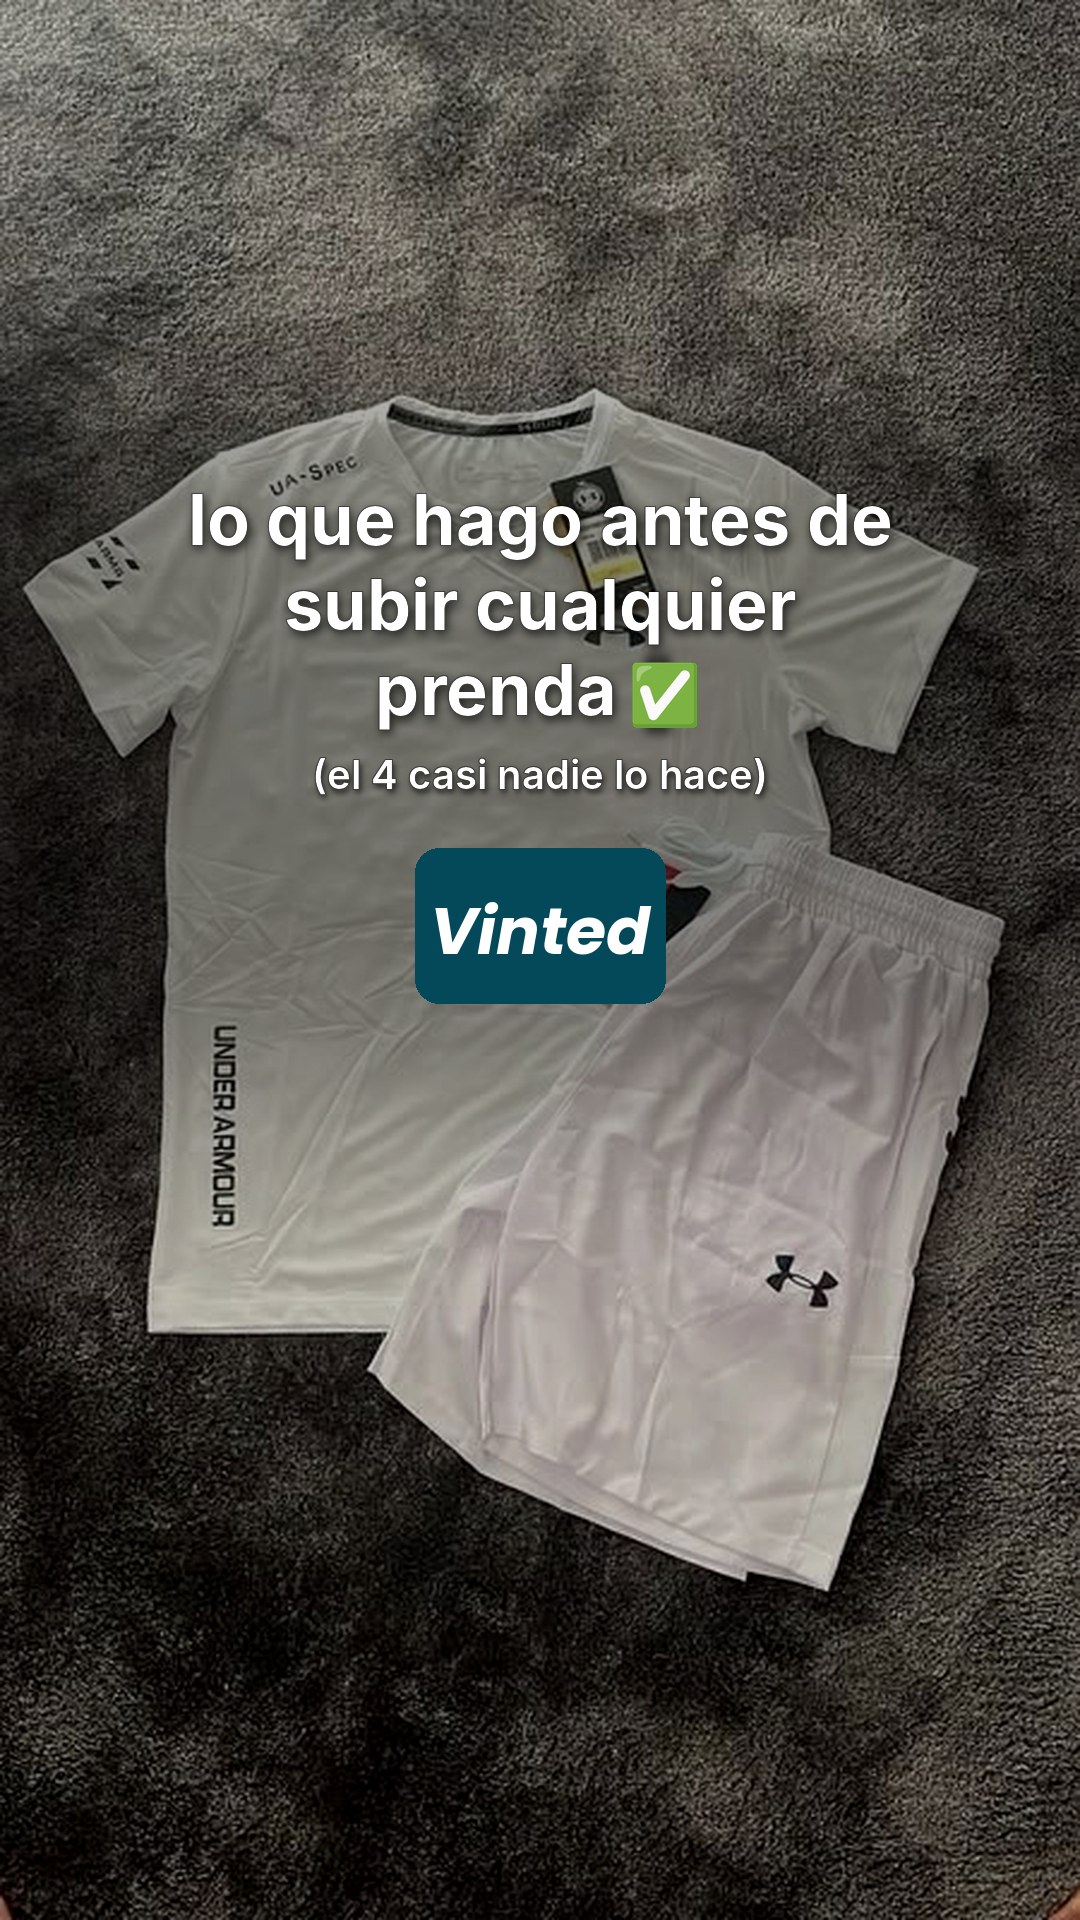 UA-SPEC
lo que hago antes de
subir cualquier
prenda ✅
(el 4 casi nadie lo hace)
Vinted
UNDER ARMOUR